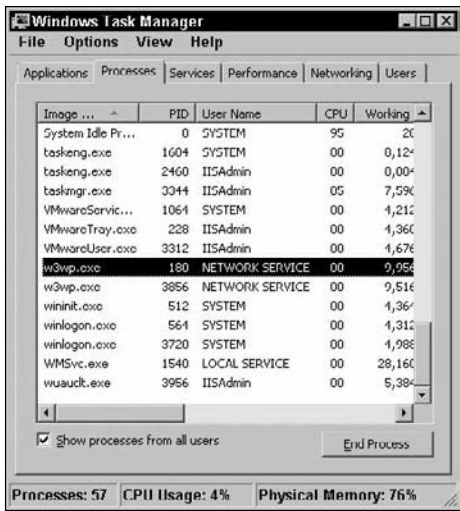 Windows Task Manager
File Options View Help
Applications Processes Services Performance Networking Users
Image ... PID User Name CPU Working
System Idle Pr... 0 SYSTEM 95 20
taskeng.exe 1604 SYSTEM 00 0,124
taskeng.exe 2460 IISAdmin 00 0,004
taskmgr.exe 3344 IISAdmin 05 7,596
VMwareServic... 1064 SYSTEM 00 4,212
VMwareTray.exe 228 IISAdmin 00 4,360
VMwareUser.exe 3312 IISAdmin 00 4,676
w3wp.exe 180 NETWORK SERVICE 00 9,956
w3wp.exe 3856 NETWORK SERVICE 00 9,516
wininit.exe 512 SYSTEM 00 4,364
winlogon.exe 564 SYSTEM 00 4,312
winlogon.exe 3720 SYSTEM 00 4,988
WMSvc.exe 1540 LOCAL SERVICE 00 28,160
wuauclt.exe 3956 IISAdmin 00 5,384
Show processes from all users
End Process
Processes: 57 CPU Usage: 4% Physical Memory: 76%